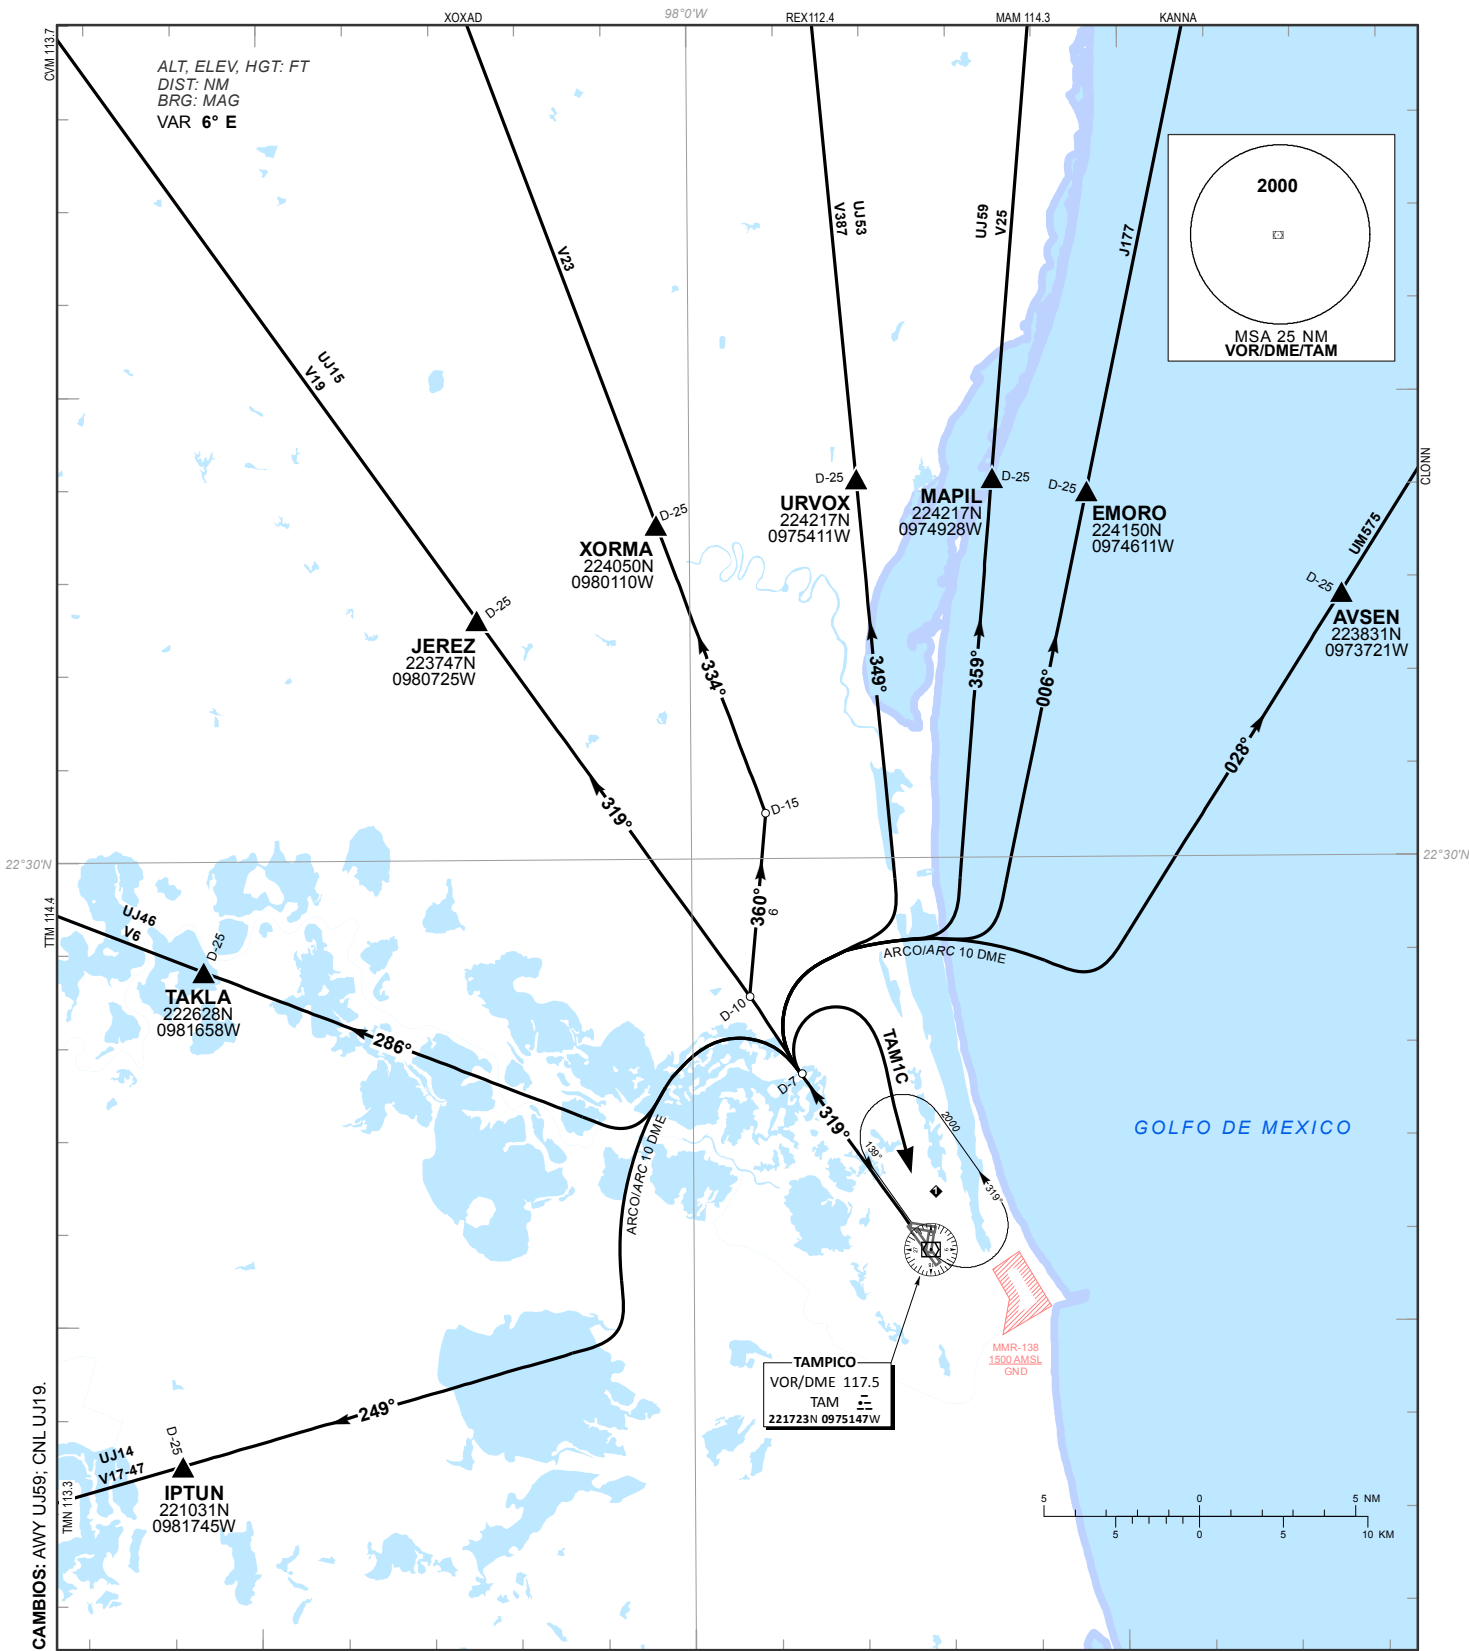 XOXAD
98°0'W
REX112.4
MAM 114.3
KANNA
CVM 113.7
ALT, ELEV, HGT: FT
DIST: NM
BRG: MAG
VAR 6° E
2000
MSA 25 NM
VOR/DME/TAM
V23
UJ53
V387
UJ59
V25
J177
UJ15
V19
CLONN
UM575
D-25
URVOX
224217N
0975411W
D-25
MAPIL
224217N
0974928W
D-25
EMORO
224150N
0974611W
D-25
XORMA
224050N
0980110W
D-25
AVSEN
223831N
0973721W
D-25
JEREZ
223747N
0980725W
334°
349°
359°
006°
028°
319°
D-15
22°30'N
22°30'N
360°
6
TTM 114.4
UJ46
V6
D-25
TAKLA
222628N
0981658W
286°
ARCO/ARC 10 DME
D-10
TAM1C
D-7
319°
2000
139°
319°
ARCO/ARC 10 DME
GOLFO DE MEXICO
MMR-138
1500 AMSL
GND
TAMPICO
VOR/DME 117.5
TAM
221723N 0975147W
249°
D-25
UJ14
V17-47
TMN 113.3
IPTUN
221031N
0981745W
5 0 5 NM
5 0 5 10 KM
CAMBIOS: AWY UJ59; CNL UJ19.